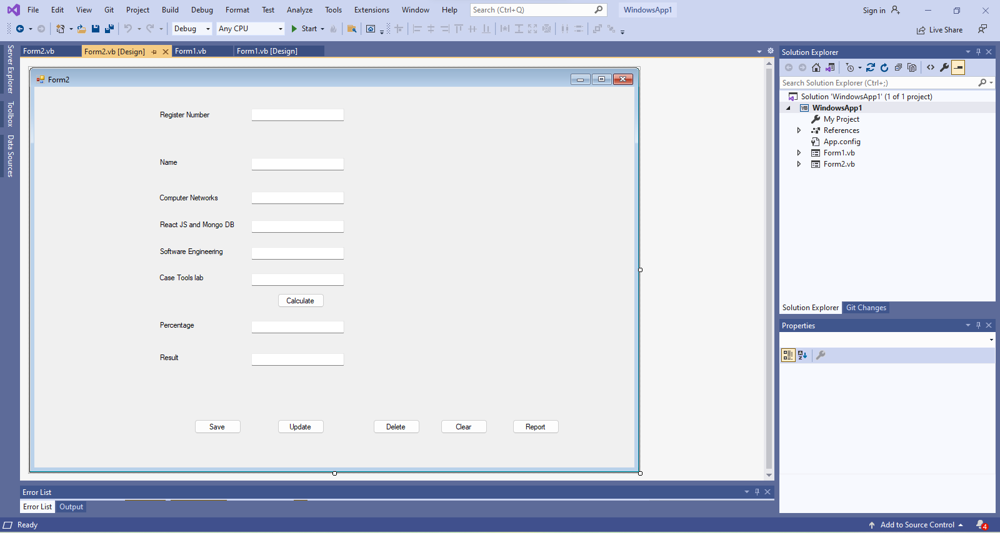 File Edit View Git Project Build Debug Format Test Analyze Tools Extensions Window Help Search (Ctrl+Q) WindowsApp1 Sign in
Debug Any CPU Start Live Share
Server Explorer
Toolbox
Data Sources
Form2.vb Form2.vb [Design] Form1.vb Form1.vb [Design]
Form2
Register Number
Name
Computer Networks
React JS and Mongo DB
Software Engineering
Case Tools lab
Calculate
Percentage
Result
Save Update Delete Clear Report
Solution Explorer
Search Solution Explorer (Ctrl+;)
Solution 'WindowsApp1' (1 of 1 project)
VB WindowsApp1
My Project
References
App.config
Form1.vb
Form2.vb
Solution Explorer Git Changes
Properties
Error List
Error List Output
Ready Add to Source Control 4